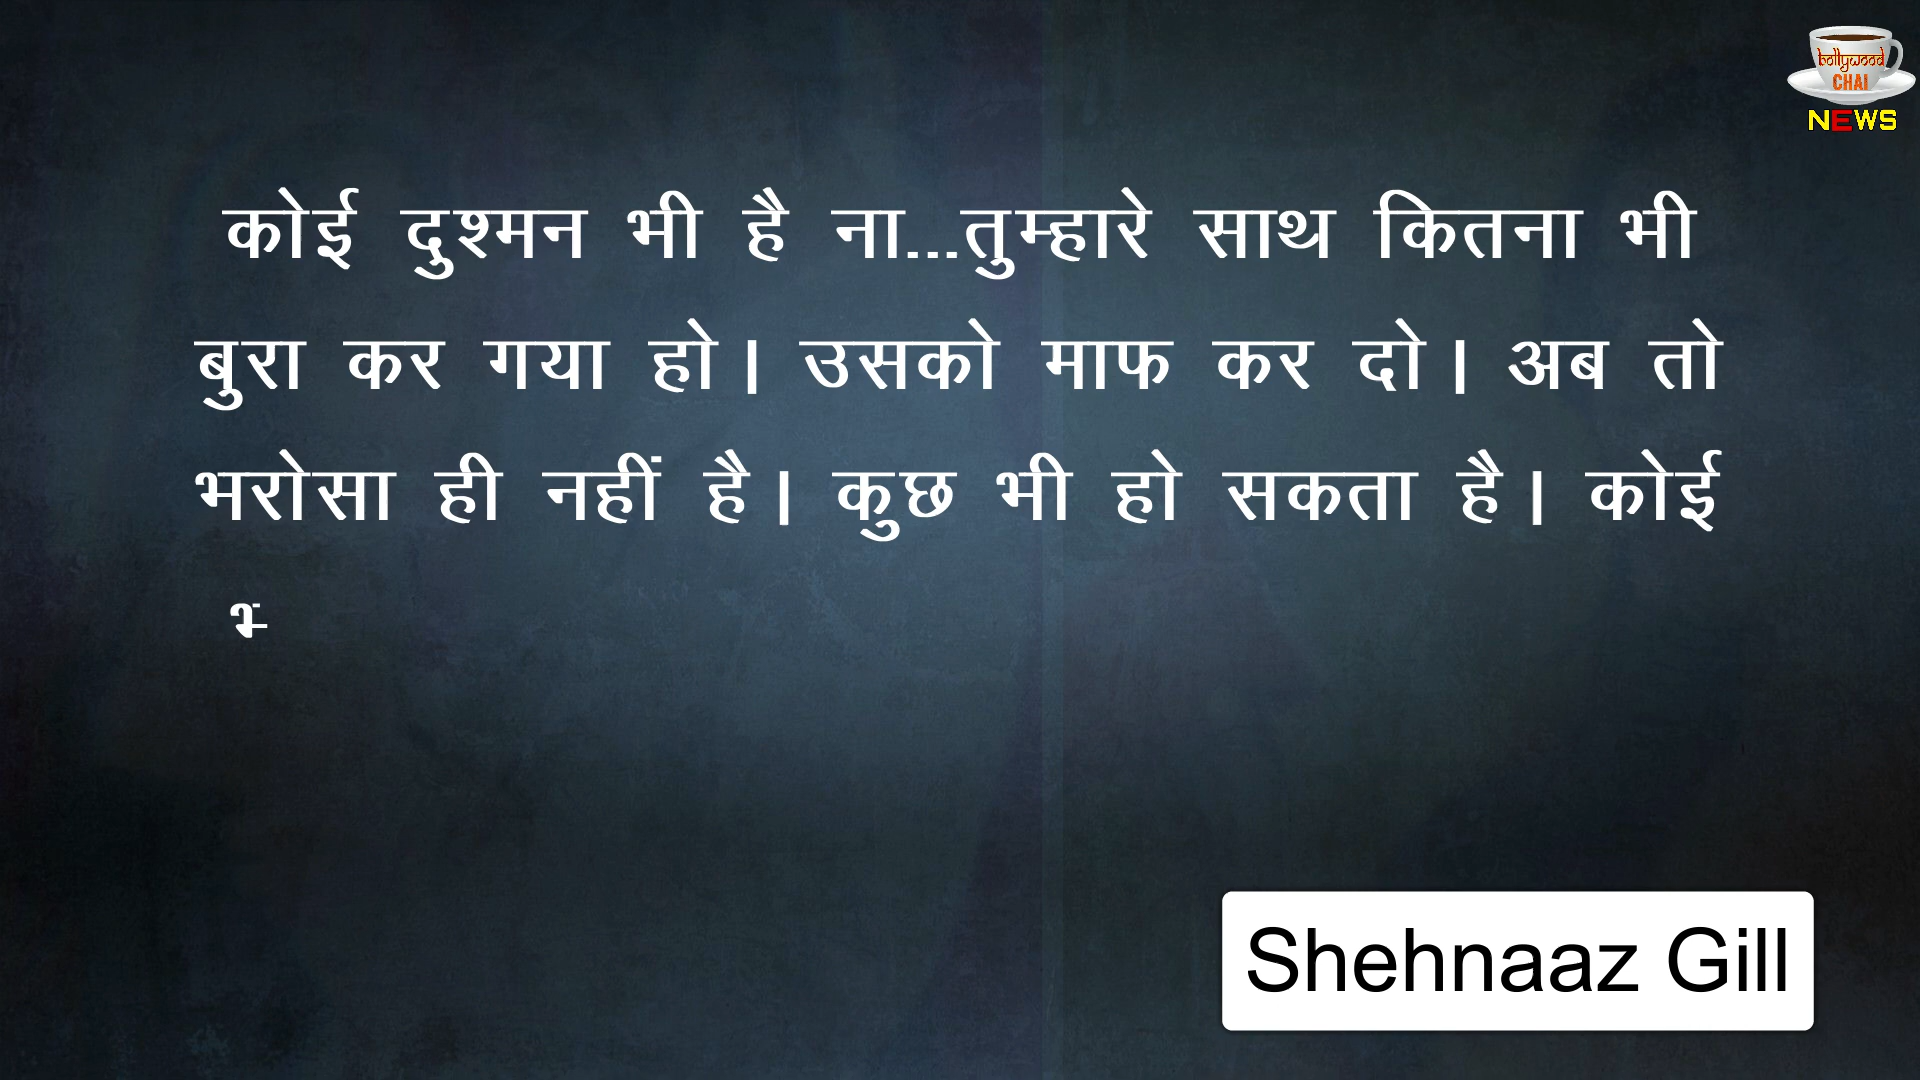 bollywood
CHAI
NEWS
कोई दुश्मन भी है ना...तुम्हारे साथ कितना भी
बुरा कर गया हो। उसको माफ कर दो। अब तो
भरोसा ही नहीं है। कुछ भी हो सकता है। कोई
Shehnaaz Gill